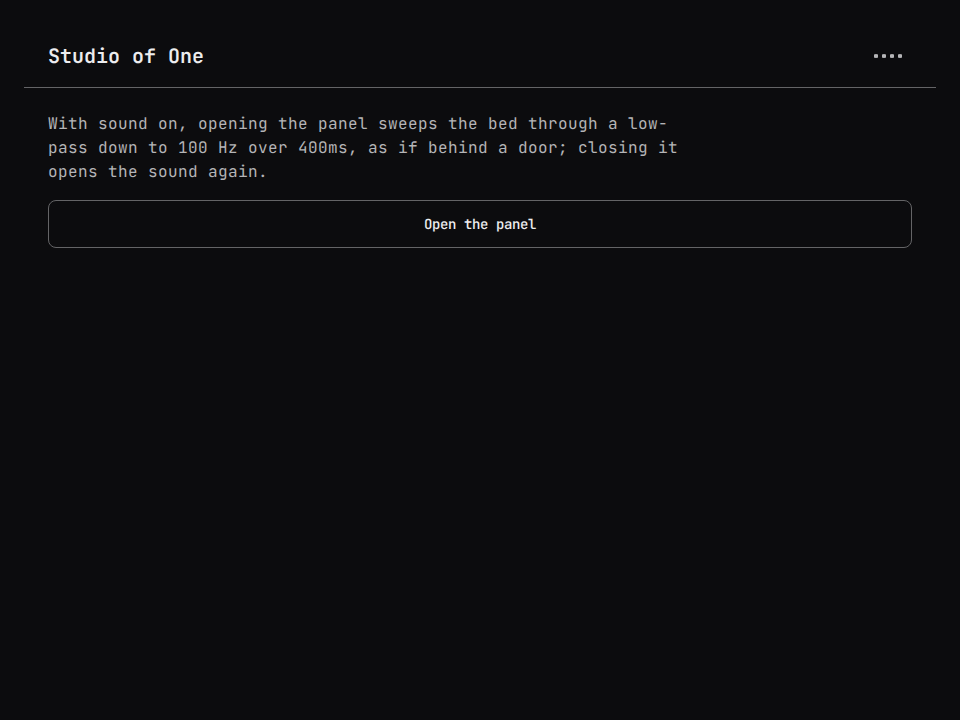 Studio of One
With sound on, opening the panel sweeps the bed through a low-
pass down to 100 Hz over 400ms, as if behind a door; closing it
opens the sound again.
Open the panel